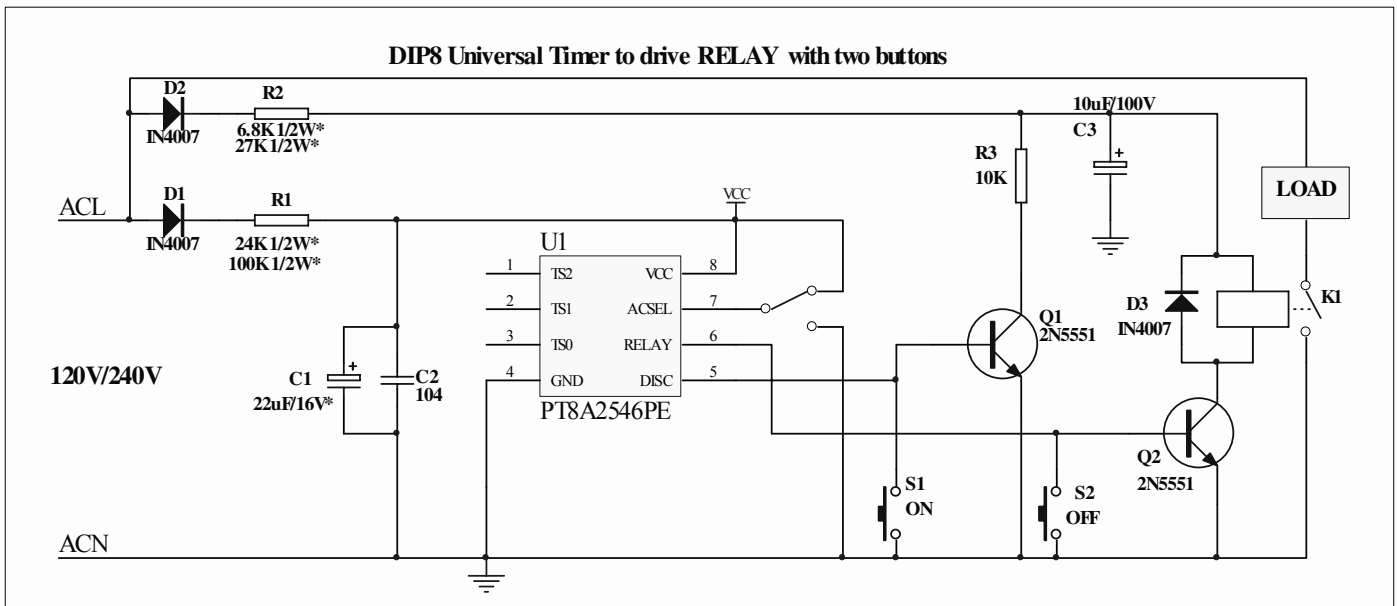 DIP8 Universal Timer to drive RELAY with two buttons
D2
IN4007
R2
6.8K1/2W*
27K1/2W*
10uF/100V
C3
+
R3
10K
LOAD
ACL
D1
IN4007
R1
24K1/2W*
100K1/2W*
VCC
U1
1
TS2
2
TS1
3
TS0
4
GND
VCC
8
ACSEL
7
RELAY
6
DISC
5
PT8A2546PE
Q1
2N5551
D3
IN4007
K1
120V/240V
C1
+
22uF/16V*
C2
104
Q2
2N5551
S1
ON
S2
OFF
ACN